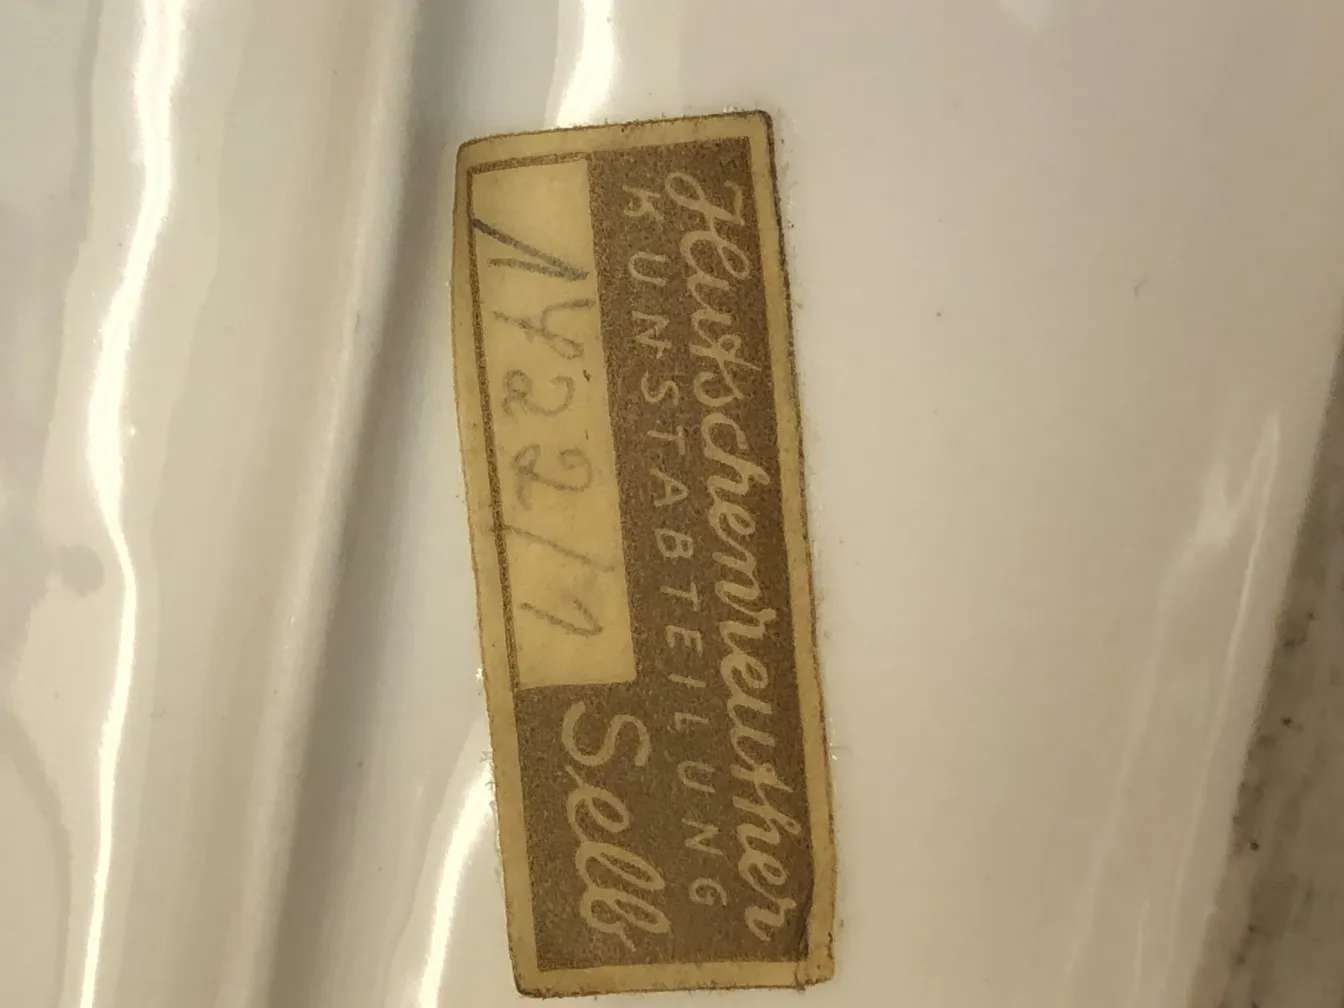 Hutschenreuther
KUNSTABTEILUNG
1422/1 Selb